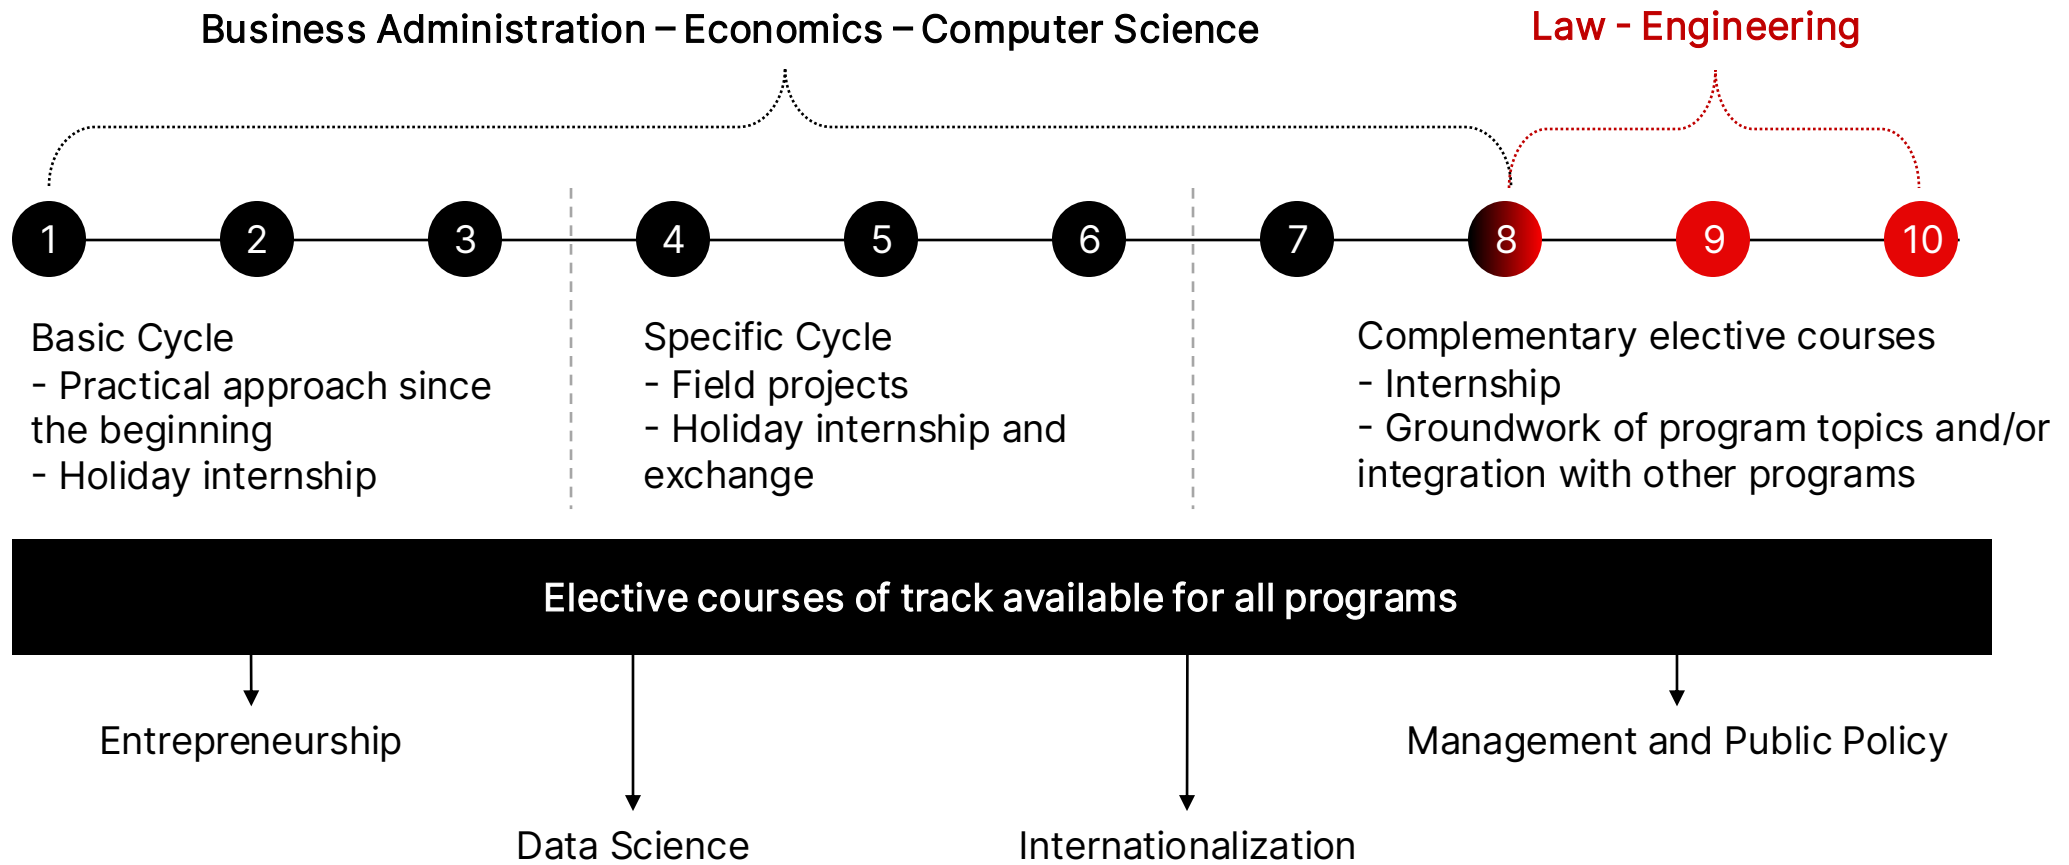 Business Administration – Economics – Computer Science
Law - Engineering
1
2
3
4
5
6
7
8
9
10
Basic Cycle
- Practical approach since
the beginning
- Holiday internship
Specific Cycle
- Field projects
- Holiday internship and
exchange
Complementary elective courses
- Internship
- Groundwork of program topics and/or
integration with other programs
Elective courses of track available for all programs
Entrepreneurship
Data Science
Internationalization
Management and Public Policy